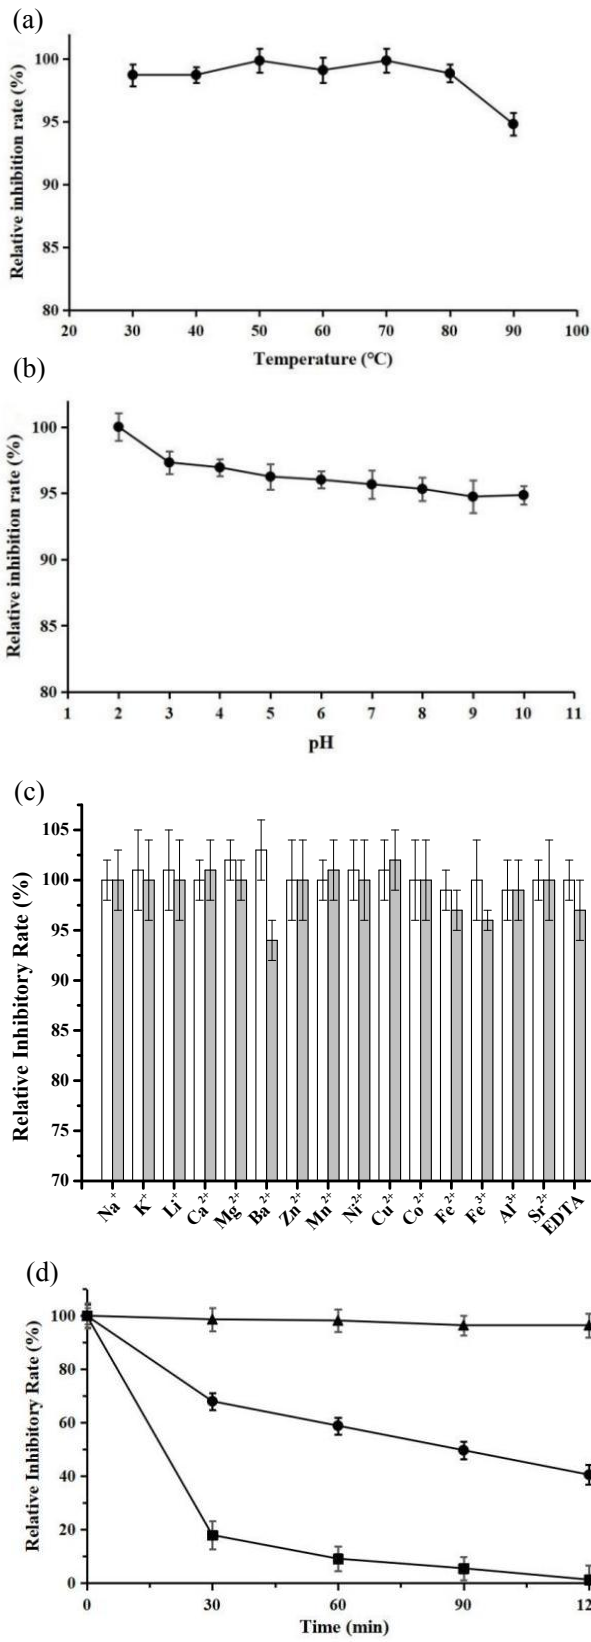 (a)
Relative inhibition rate (%)
100
95
90
85
80
20 30 40 50 60 70 80 90 100
Temperature (°C)
(b)
Relative inhibition rate (%)
100
95
90
85
80
1 2 3 4 5 6 7 8 9 10 11
pH
(c)
Relative Inhibitory Rate (%)
105
100
95
90
85
80
75
70
Na⁺ K⁺ Li⁺ Ca²⁺ Mg²⁺ Ba²⁺ Zn²⁺ Mn²⁺ Ni²⁺ Cu²⁺ Co²⁺ Fe²⁺ Fe³⁺ Al³⁺ Sr²⁺ EDTA
(d)
Relative Inhibitory Rate (%)
100
80
60
40
20
0
0 30 60 90 12
Time (min)